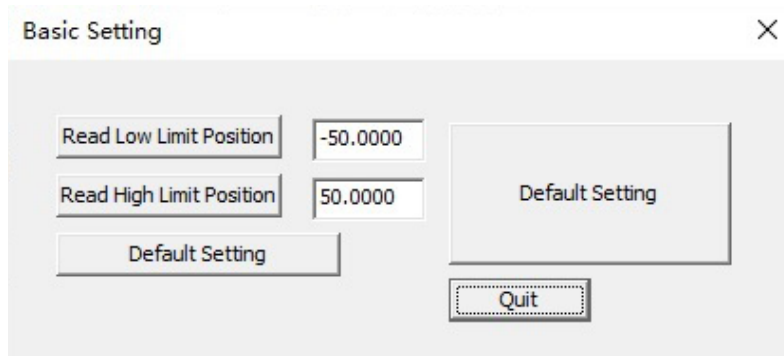 Basic Setting
Read Low Limit Position
-50.0000
Read High Limit Position
50.0000
Default Setting
Default Setting
Quit